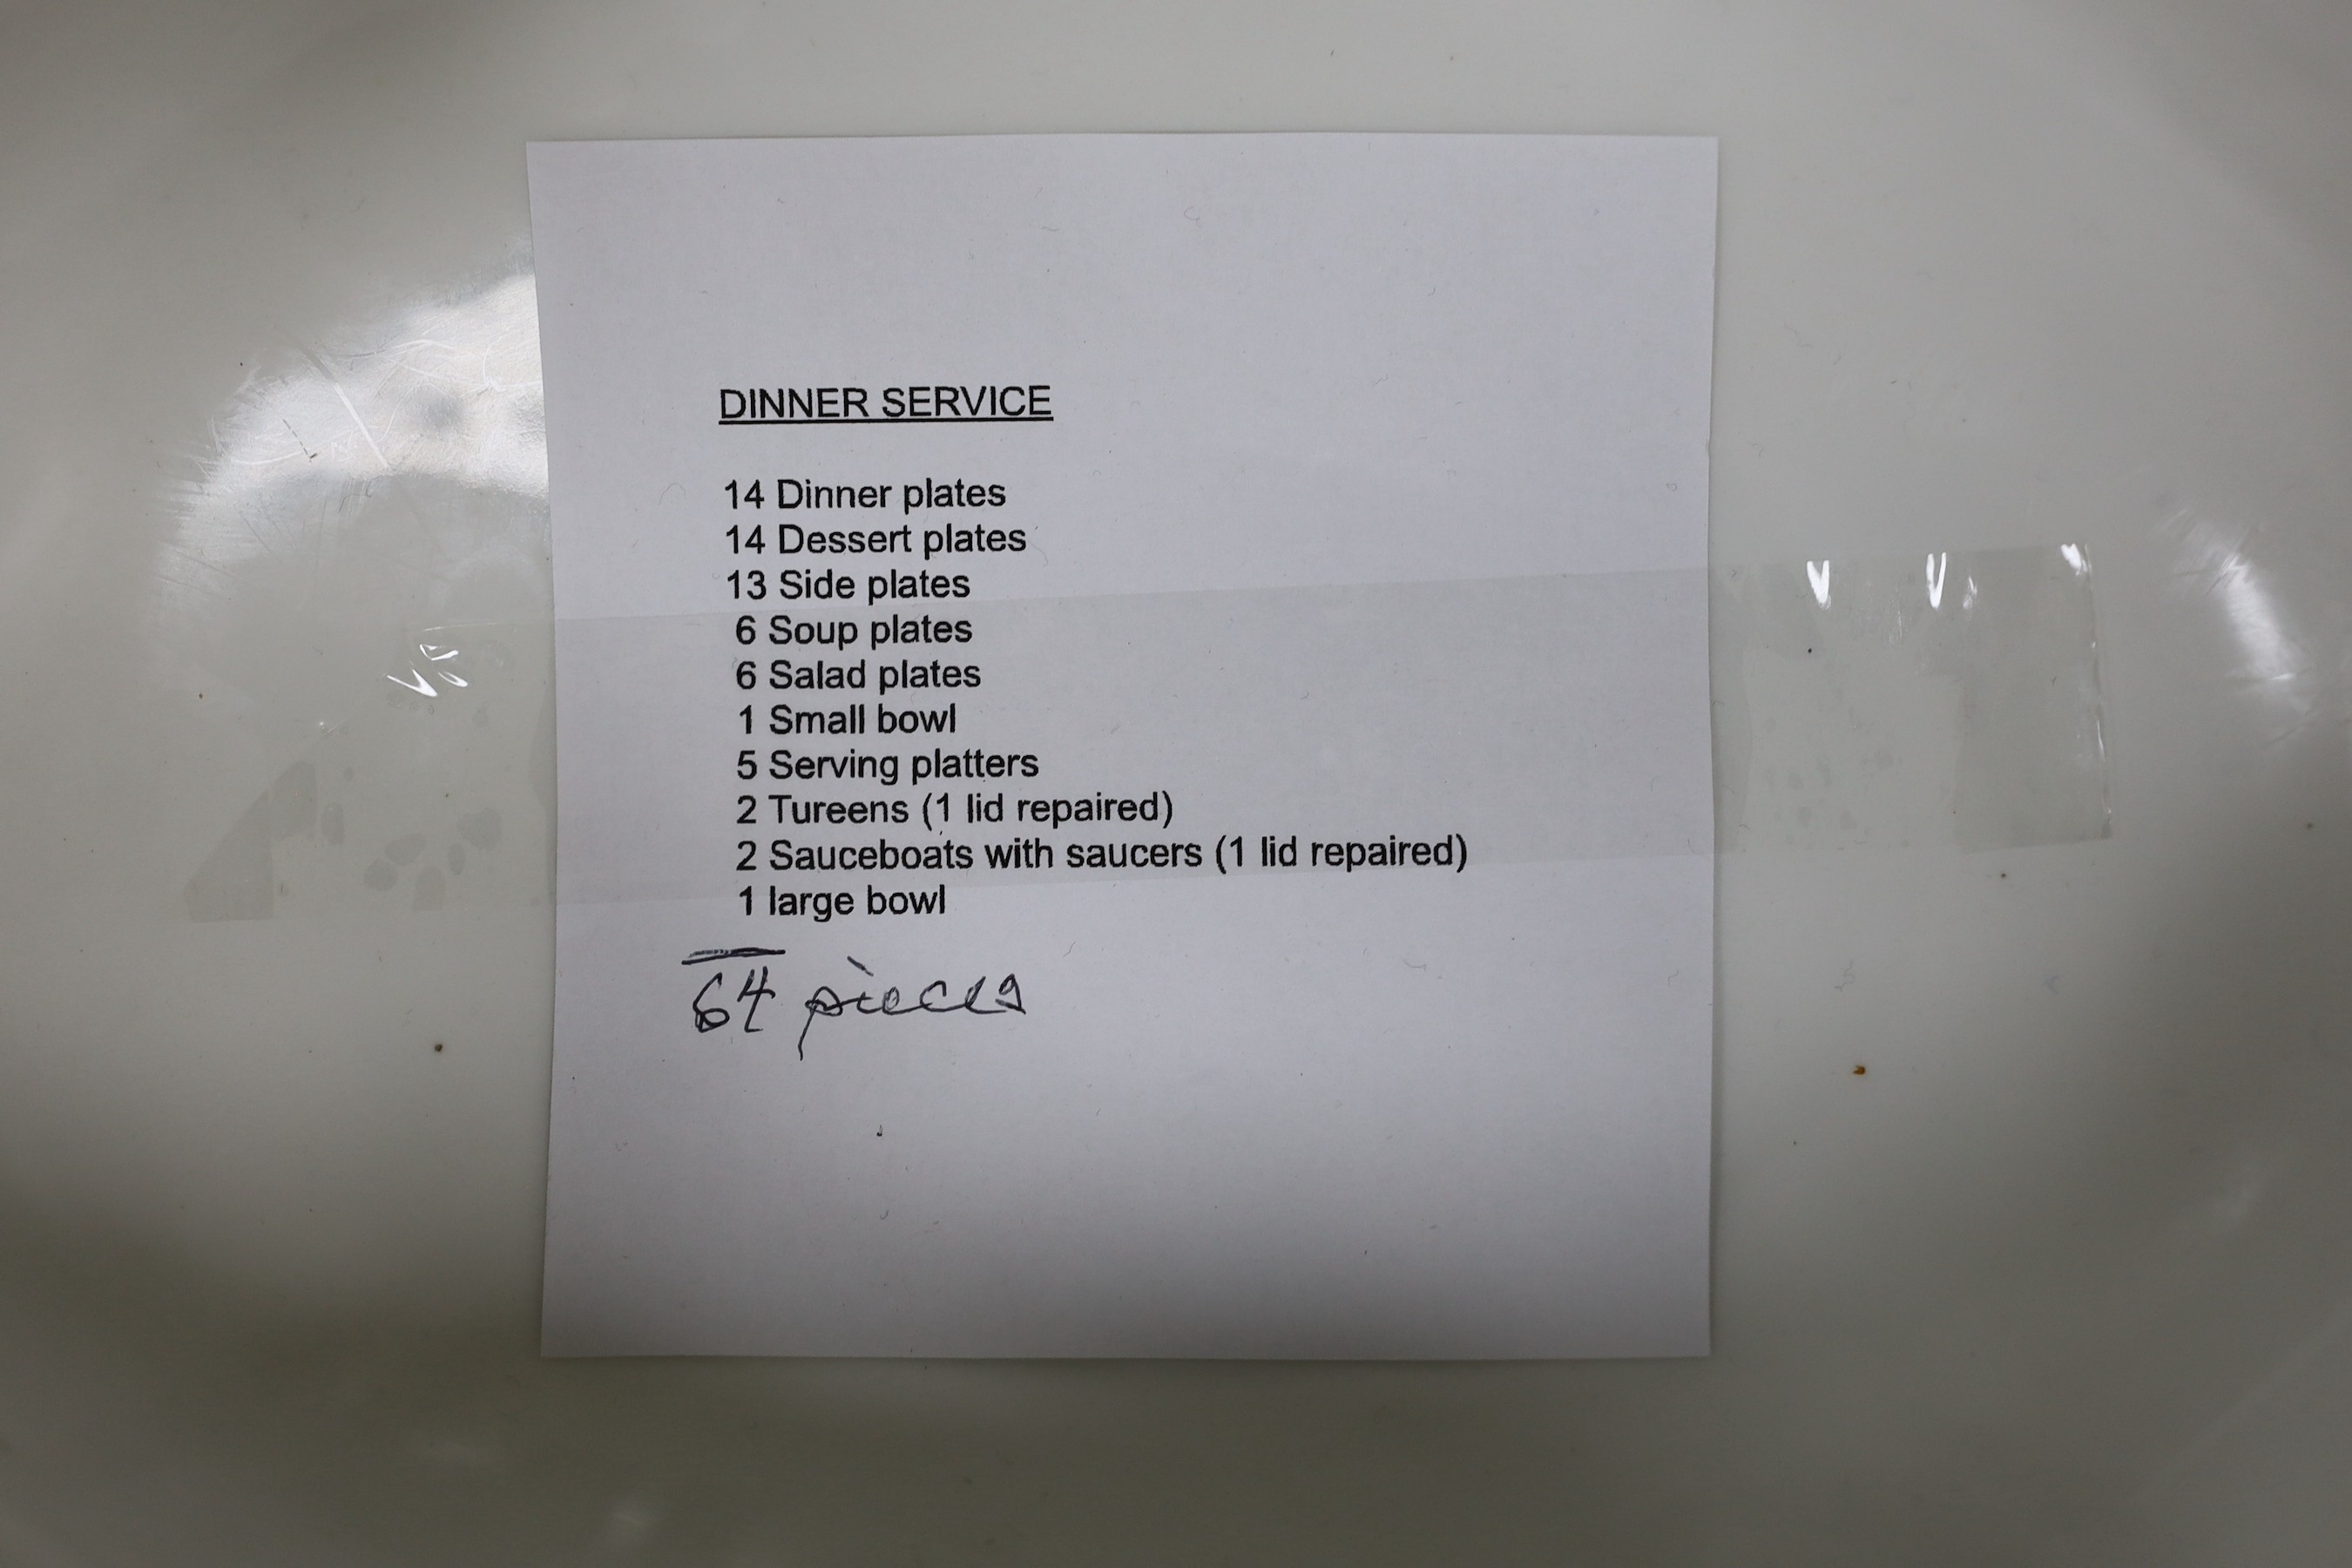 DINNER SERVICE
14 Dinner plates
14 Dessert plates
13 Side plates
6 Soup plates
6 Salad plates
1 Small bowl
5 Serving platters
2 Tureens (1 lid repaired)
2 Sauceboats with saucers (1 lid repaired)
1 large bowl
64 pieces